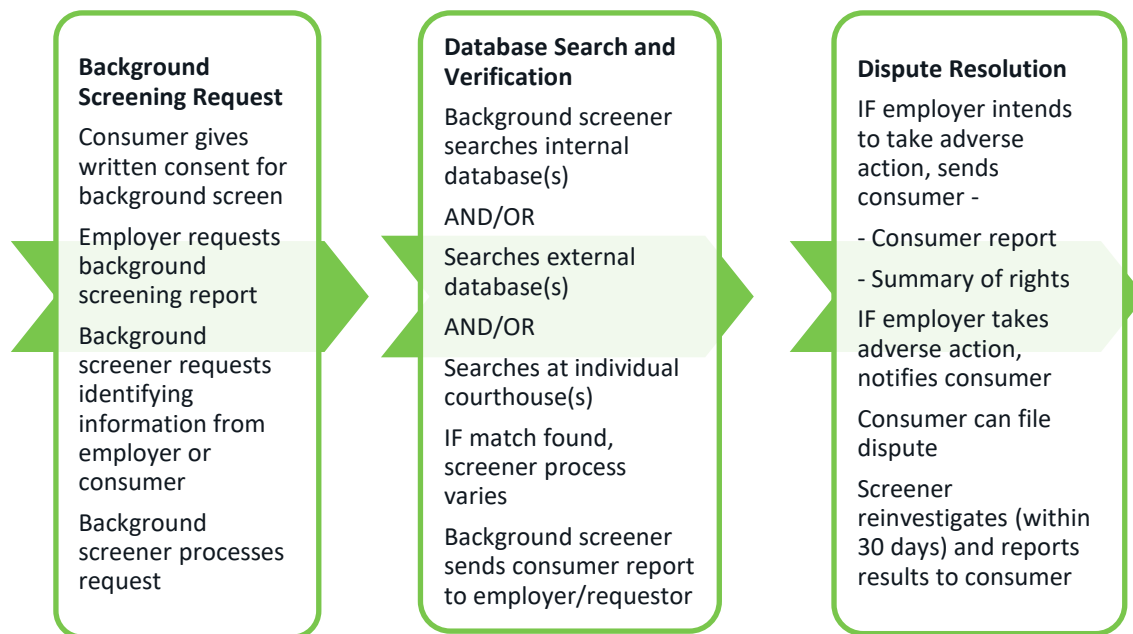 Background
Screening Request
Consumer gives
written consent for
background screen
Employer requests
background
screening report
Background
screener requests
identifying
information from
employer or
consumer
Background
screener processes
request
Database Search and
Verification
Background screener
searches internal
database(s)
AND/OR
Searches external
database(s)
AND/OR
Searches at individual
courthouse(s)
IF match found,
screener process
varies
Background screener
sends consumer report
to employer/requestor
Dispute Resolution
IF employer intends
to take adverse
action, sends
consumer -
- Consumer report
- Summary of rights
IF employer takes
adverse action,
notifies consumer
Consumer can file
dispute
Screener
reinvestigates (within
30 days) and reports
results to consumer